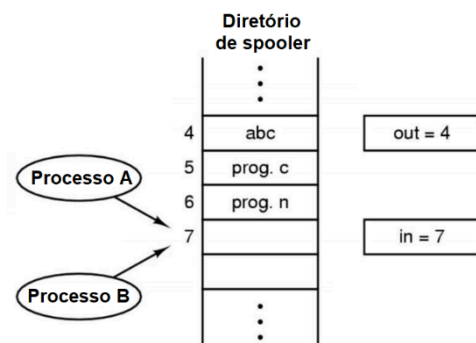 Diretório
de spooler
4 abc out = 4
5 prog. c
Processo A
6 prog. n
7 in = 7
Processo B